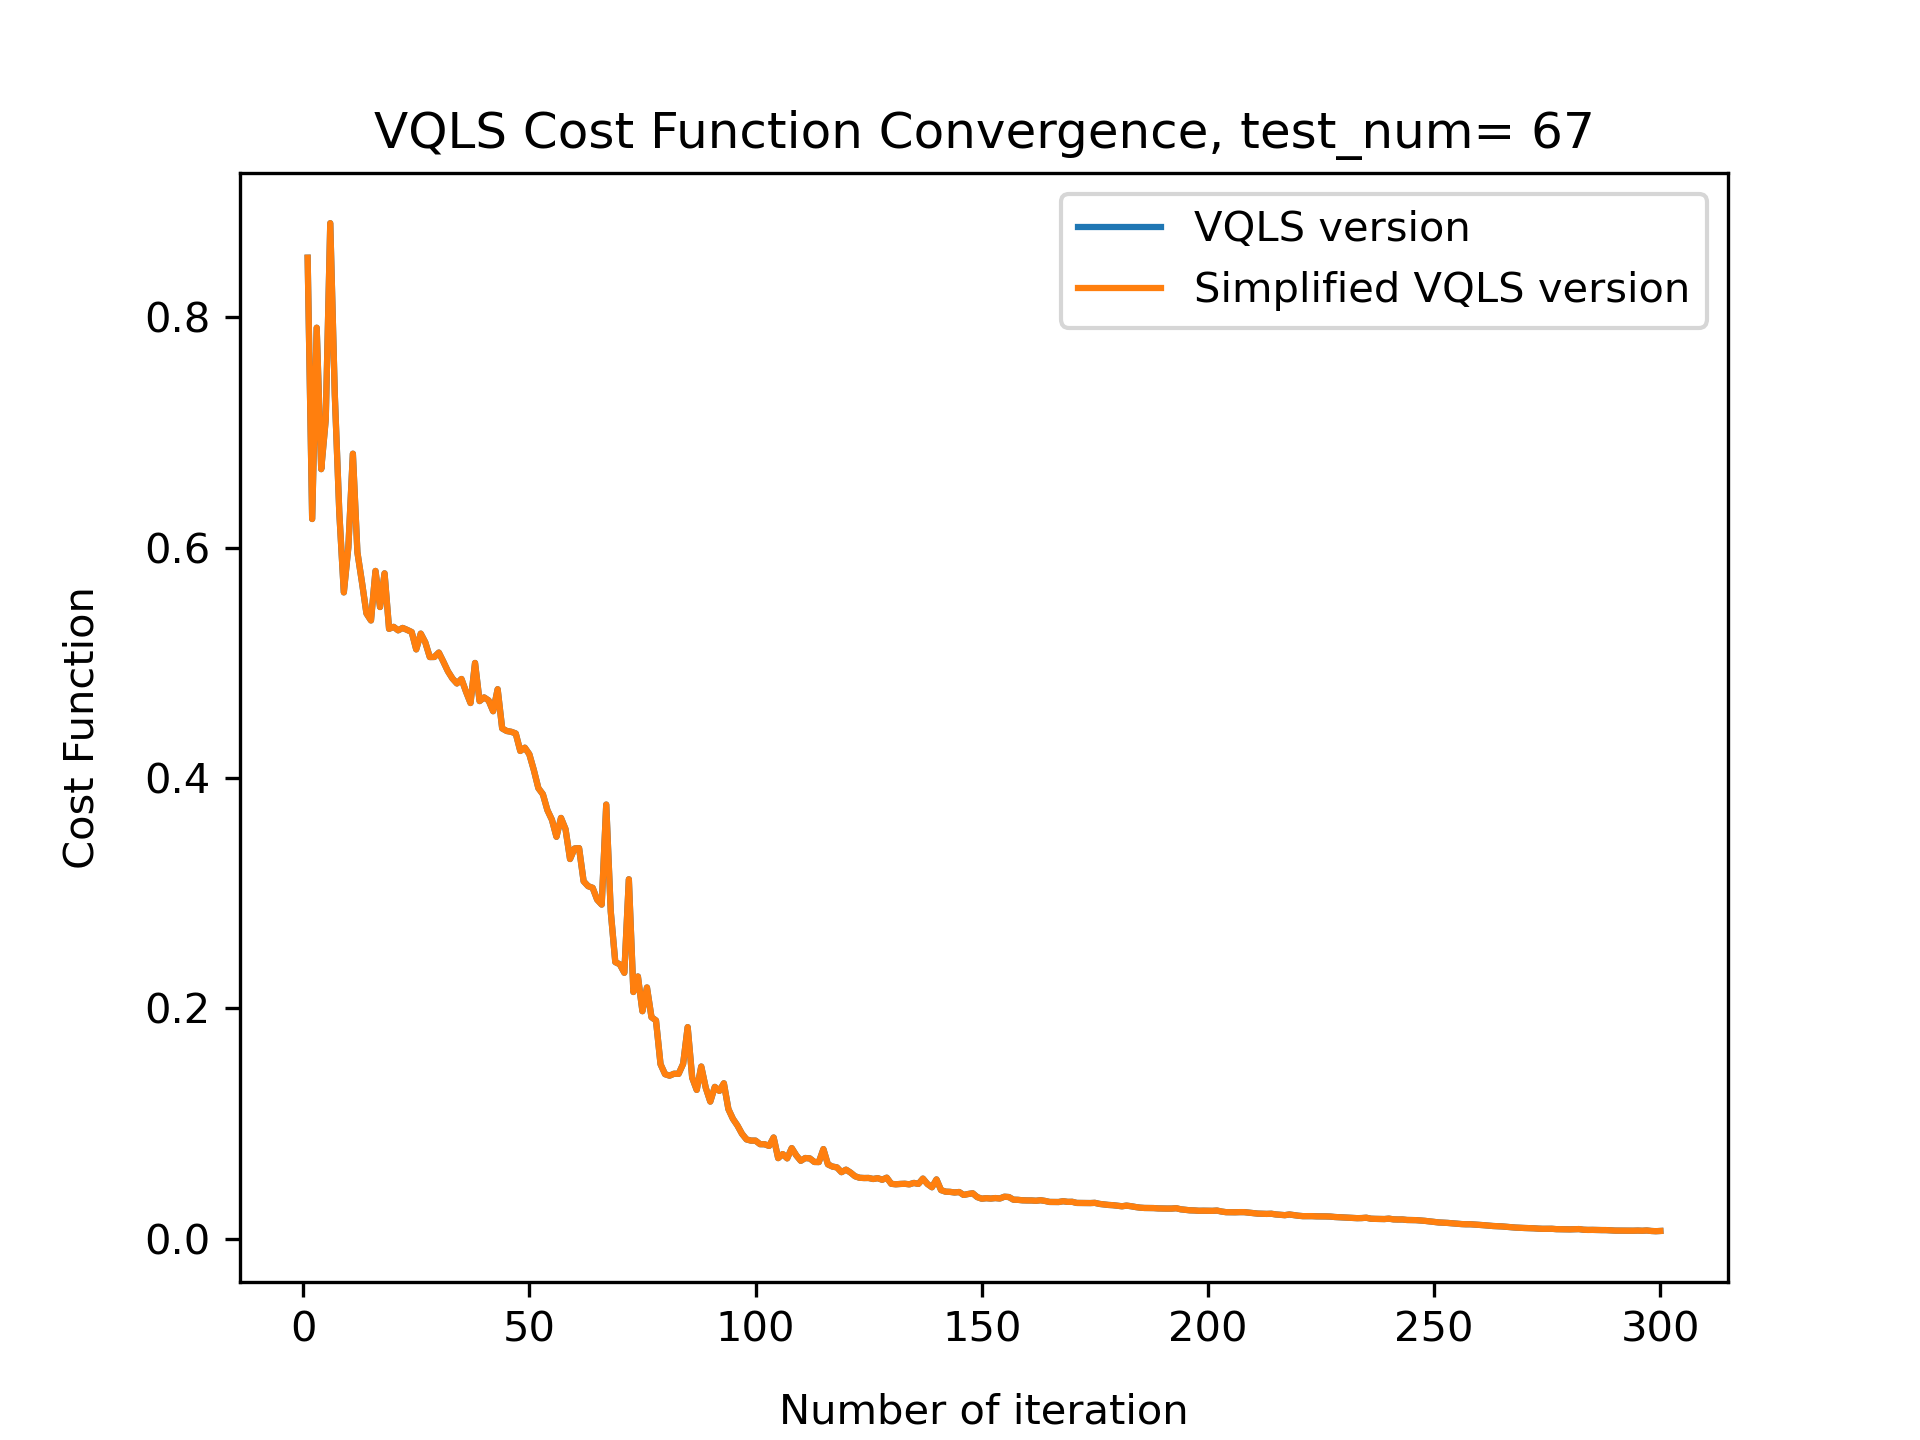 VQLS Cost Function Convergence, test_num= 67
VQLS version
Simplified VQLS version
0.8
0.6
0.4
0.2
0.0
Cost Function
0 50 100 150 200 250 300
Number of iteration